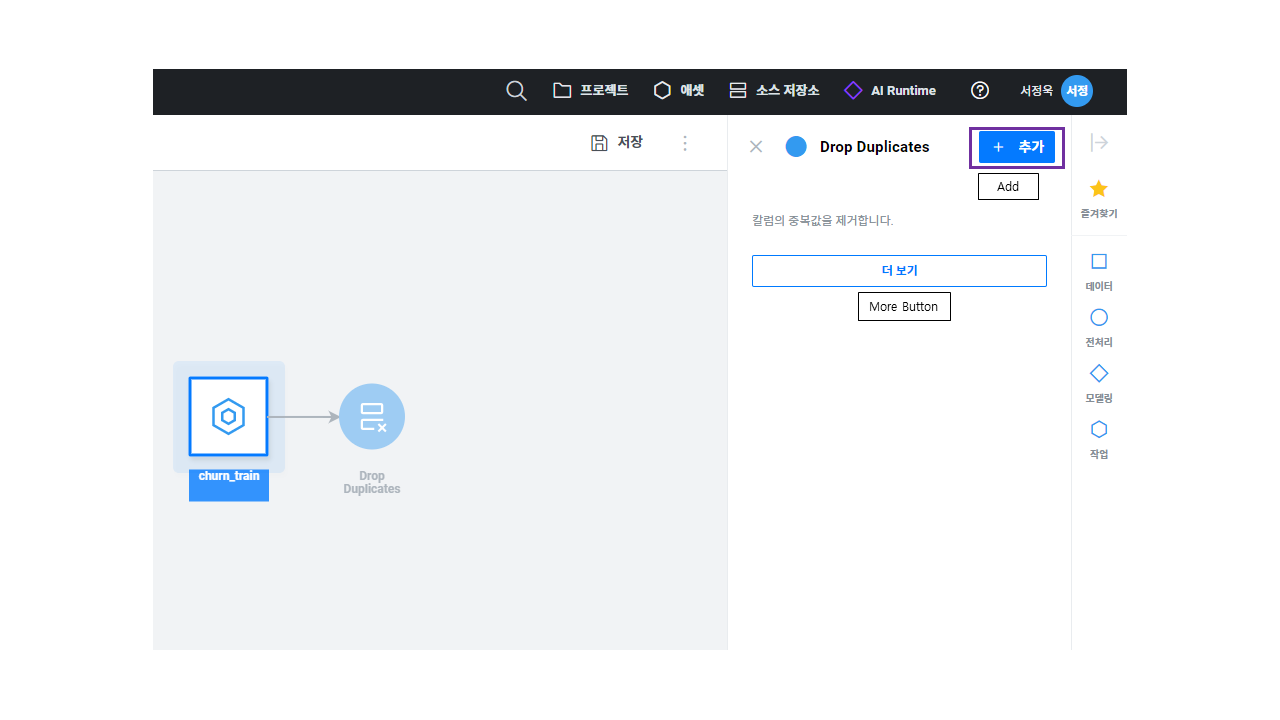 프로젝트 애셋 소스 저장소 AI Runtime 서정욱 서정
저장
Drop Duplicates
+ 추가
Add
칼럼의 중복값을 제거합니다.
더 보기
More Button
churn_train
Drop
Duplicates
즐겨찾기
데이터
전처리
모델링
작업